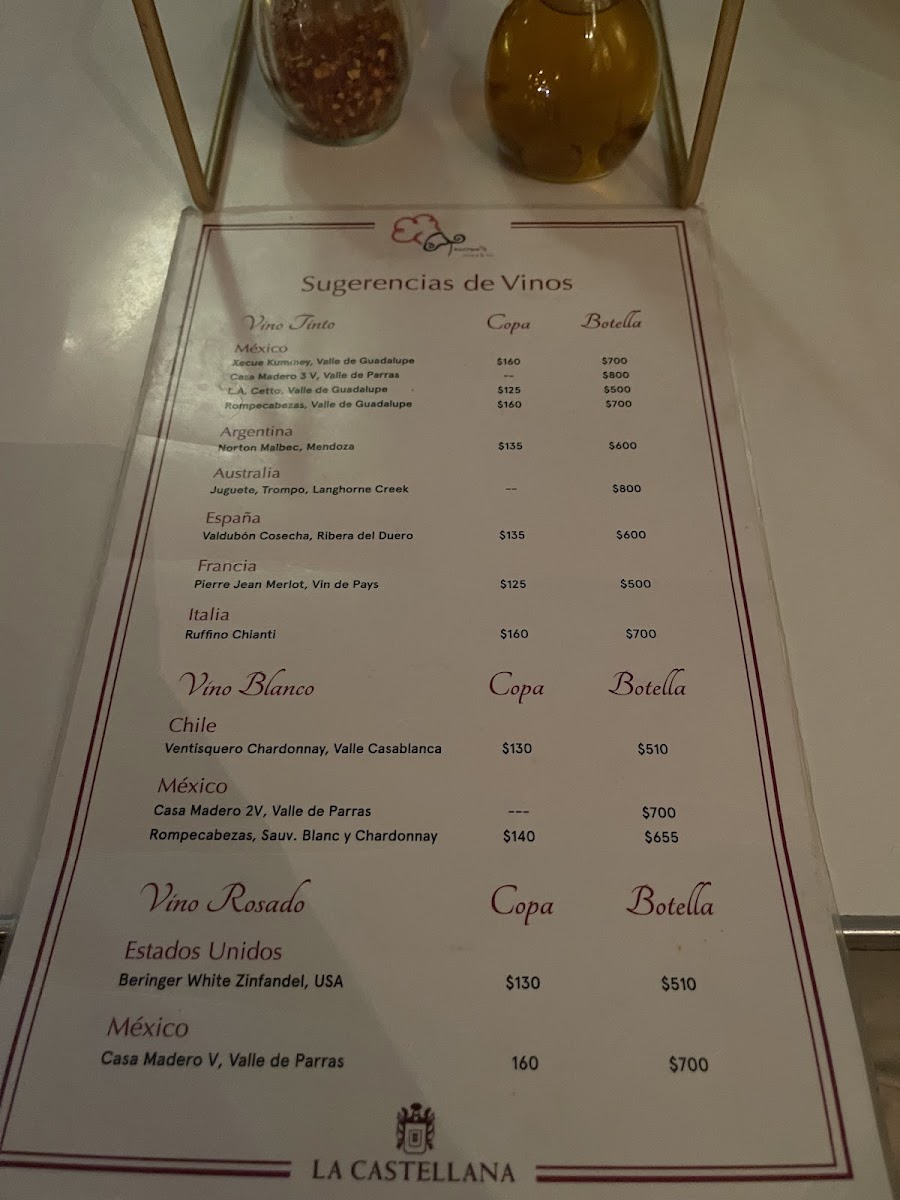 Sugerencias de Vinos
Vino Tinto Copa Botella
México
Xecue Kummey, Valle de Guadalupe $160 $700
Casa Madero 3 V, Valle de Parras -- $800
L.A. Cetto, Valle de Guadalupe $125 $500
Rompecabezas, Valle de Guadalupe $160 $700
Argentina
Norton Malbec, Mendoza $135 $600
Australia
Juguete, Trompo, Langhorne Creek -- $800
España
Valdubón Cosecha, Ribera del Duero $135 $600
Francia
Pierre Jean Merlot, Vin de Pays $125 $500
Italia
Ruffino Chianti $160 $700
Vino Blanco Copa Botella
Chile
Ventisquero Chardonnay, Valle Casablanca $130 $510
México
Casa Madero 2V, Valle de Parras --- $700
Rompecabezas, Sauv. Blanc y Chardonnay $140 $655
Vino Rosado Copa Botella
Estados Unidos
Beringer White Zinfandel, USA $130 $510
México
Casa Madero V, Valle de Parras 160 $700
LA CASTELLANA